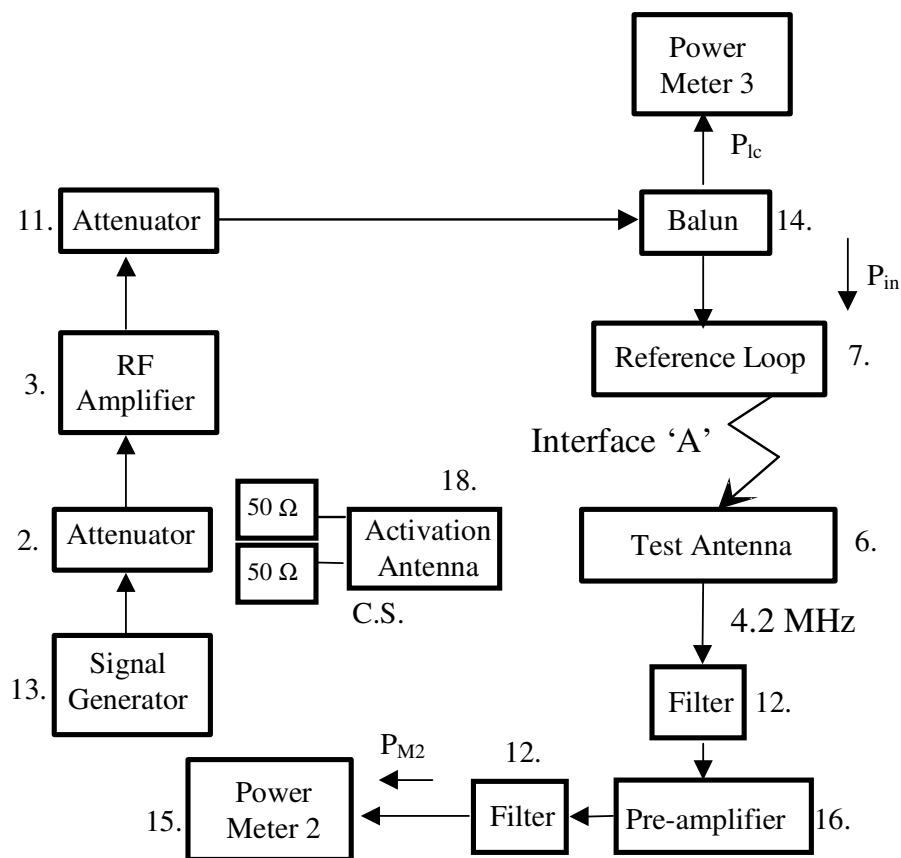 Power
Meter 3
P_lc
11.
Attenuator
Balun
14.
P_in
3.
RF
Amplifier
Reference Loop
7.
Interface ‘A’
18.
50 Ω
2.
Attenuator
Activation
Antenna
50 Ω
Test Antenna
6.
C.S.
4.2 MHz
13.
Signal
Generator
Filter
12.
P_M2
12.
15.
Power
Meter 2
Filter
Pre-amplifier
16.